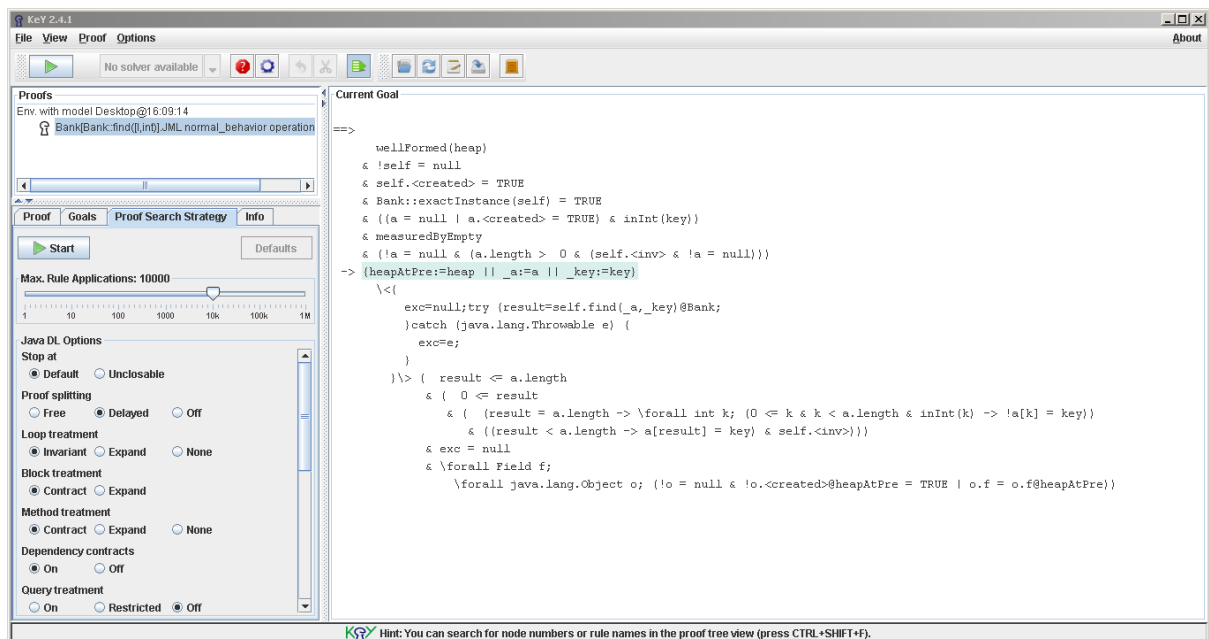 KeY 2.4.1
File View Proof Options About
No solver available
Proofs
Env. with model Desktop@16:09:14
Bank[Bank::find([I,int)].JML normal_behavior operation
Proof Goals Proof Search Strategy Info
Start Defaults
Max. Rule Applications: 10000
1 10 100 1000 10k 100k 1M
Java DL Options
Stop at
Default Unclosable
Proof splitting
Free Delayed Off
Loop treatment
Invariant Expand None
Block treatment
Contract Expand
Method treatment
Contract Expand None
Dependency contracts
On Off
Query treatment
On Restricted Off
Current Goal
==>
wellFormed(heap)
& !self = null
& self.<created> = TRUE
& Bank::exactInstance(self) = TRUE
& ((a = null | a.<created> = TRUE) & inInt(key))
& measuredByEmpty
& (!a = null & (a.length > 0 & (self.<inv> & !a = null)))
-> {heapAtPre:=heap || _a:=a || _key:=key}
\<{
exc=null;try {result=self.find(_a,_key)@Bank;
}catch (java.lang.Throwable e) {
exc=e;
}
}\> ( result <= a.length
& ( 0 <= result
& ( (result = a.length -> \forall int k; (0 <= k & k < a.length & inInt(k) -> !a[k] = key))
& ((result < a.length -> a[result] = key) & self.<inv>)))
& exc = null
& \forall Field f;
\forall java.lang.Object o; (!o = null & !o.<created>@heapAtPre = TRUE | o.f = o.f@heapAtPre))
KeY Hint: You can search for node numbers or rule names in the proof tree view (press CTRL+SHIFT+F).